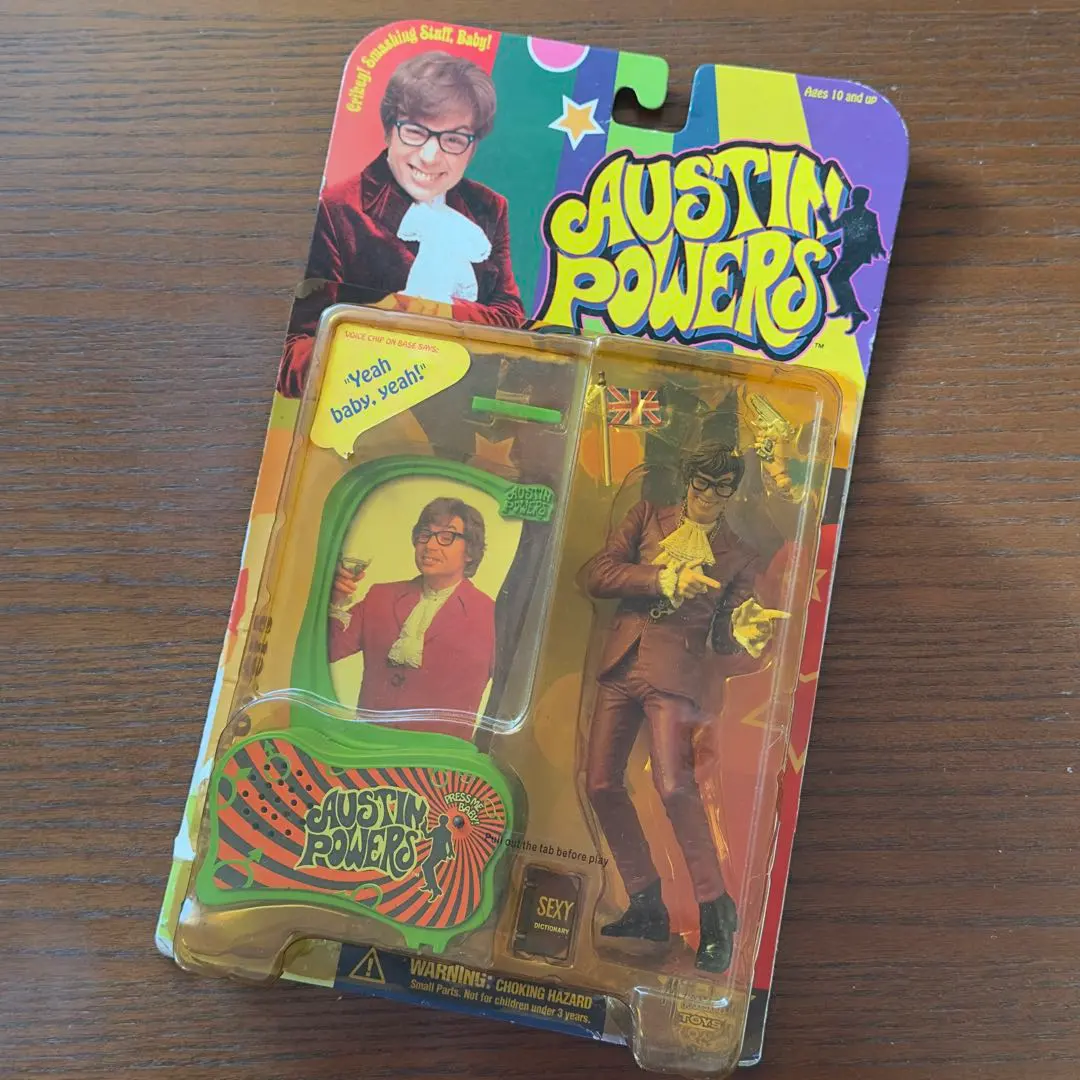 Crikey! Smashing Stuff, Baby!
Ages 10 and up
AUSTIN
POWERS
TM
VOICE CHIP ON BASE SAYS:
"Yeah
baby, yeah!"
AUSTIN
POWERS
AUSTIN
POWERS
PRESS ME
BABY!
Pull out the tab before play
SEXY
DICTIONARY
WARNING: CHOKING HAZARD
Small Parts. Not for children under 3 years.
TOYS